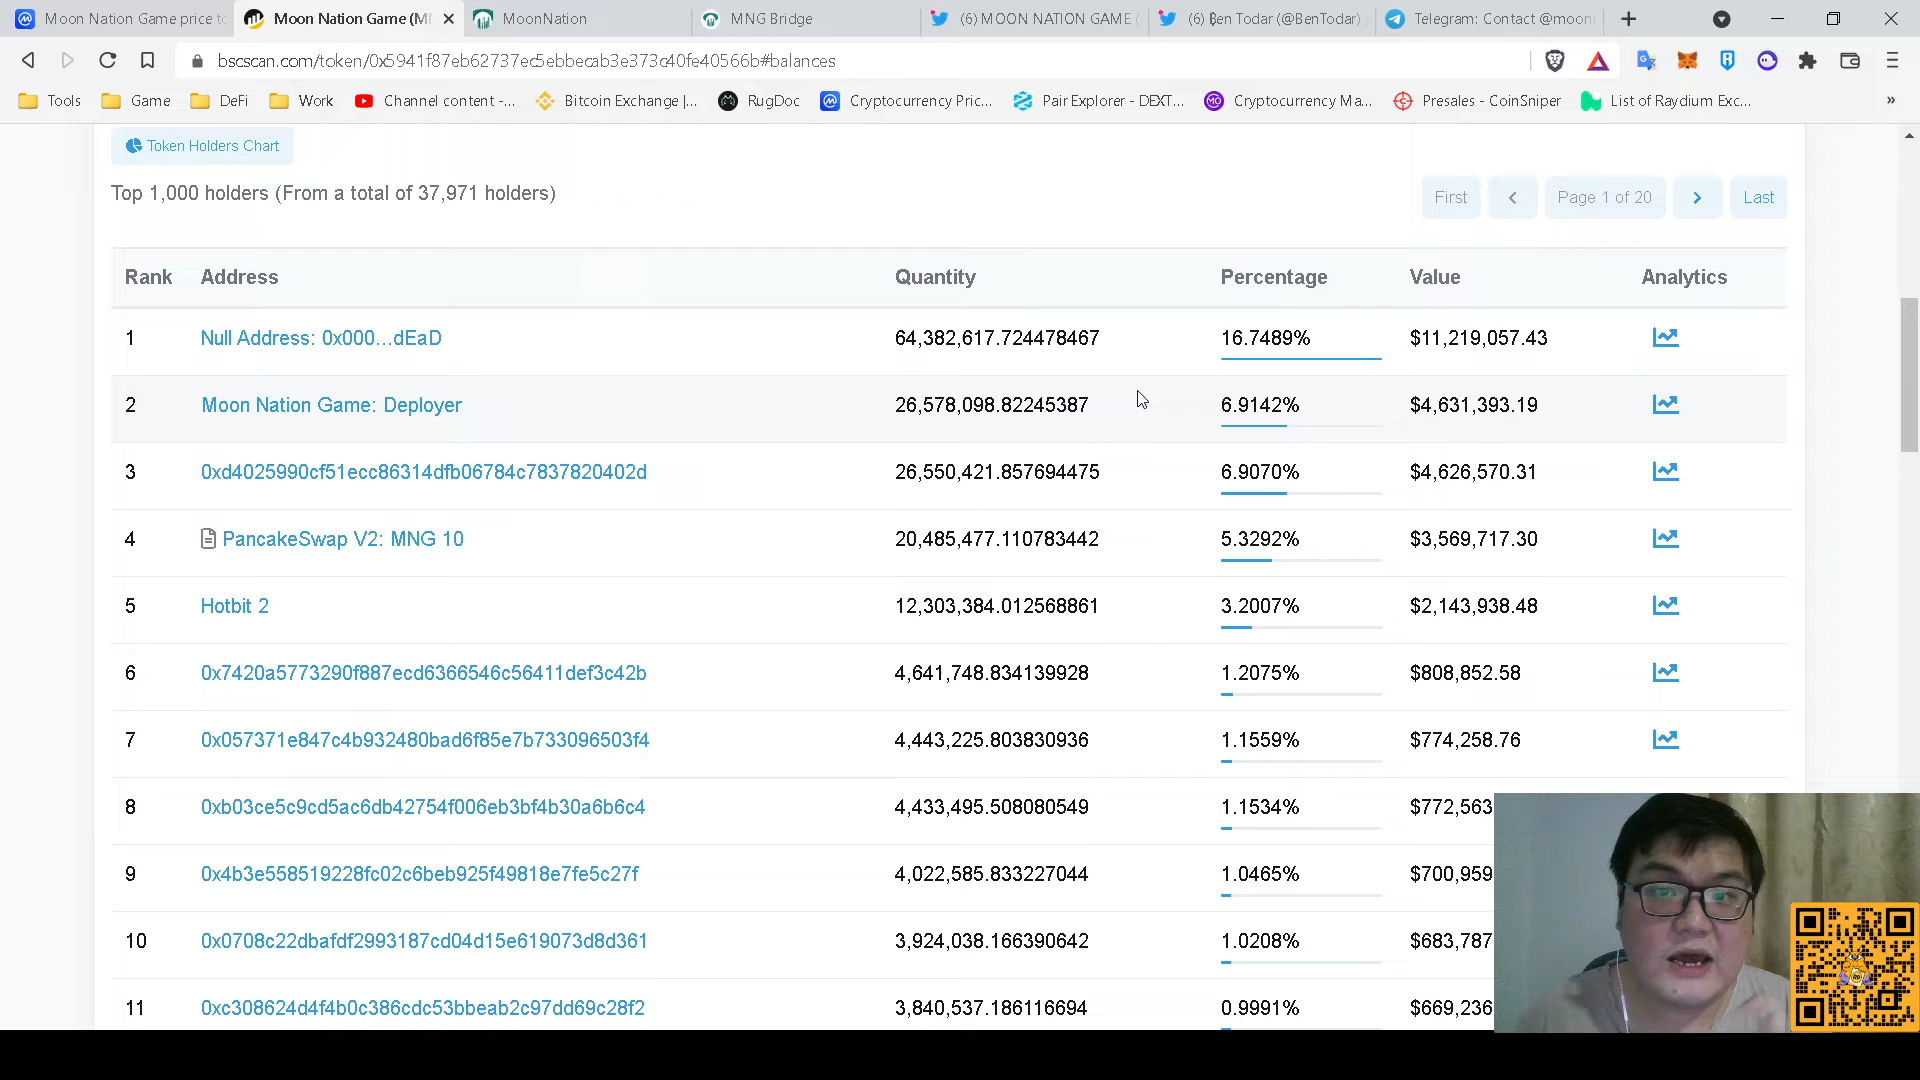 Moon Nation Game price to
Moon Nation Game (M
MoonNation
MNG Bridge
(6) MOON NATION GAME (
(6) Ben Todar (@BenTodar)
Telegram: Contact @moon
bscscan.com/token/0x5941f87eb62737ec5ebbecab3e373c40fe40566b#balances
Tools
Game
DeFi
Work
Channel content -...
Bitcoin Exchange |...
RugDoc
Cryptocurrency Pric...
Pair Explorer - DEXT...
Cryptocurrency Ma...
Presales - CoinSniper
List of Raydium Exc...
»
Token Holders Chart
Top 1,000 holders (From a total of 37,971 holders)
First
Page 1 of 20
Last
Rank Address Quantity Percentage Value Analytics
1 Null Address: 0x000...dEaD 64,382,617.724478467 16.7489% $11,219,057.43
2 Moon Nation Game: Deployer 26,578,098.82245387 6.9142% $4,631,393.19
3 0xd4025990cf51ecc86314dfb06784c7837820402d 26,550,421.857694475 6.9070% $4,626,570.31
4 PancakeSwap V2: MNG 10 20,485,477.110783442 5.3292% $3,569,717.30
5 Hotbit 2 12,303,384.012568861 3.2007% $2,143,938.48
6 0x7420a5773290f887ecd6366546c56411def3c42b 4,641,748.834139928 1.2075% $808,852.58
7 0x057371e847c4b932480bad6f85e7b733096503f4 4,443,225.803830936 1.1559% $774,258.76
8 0xb03ce5c9cd5ac6db42754f006eb3bf4b30a6b6c4 4,433,495.508080549 1.1534% $772,563
9 0x4b3e558519228fc02c6beb925f49818e7fe5c27f 4,022,585.833227044 1.0465% $700,959
10 0x0708c22dbafdf2993187cd04d15e619073d8d361 3,924,038.166390642 1.0208% $683,787
11 0xc308624d4f4b0c386cdc53bbeab2c97dd69c28f2 3,840,537.186116694 0.9991% $669,236